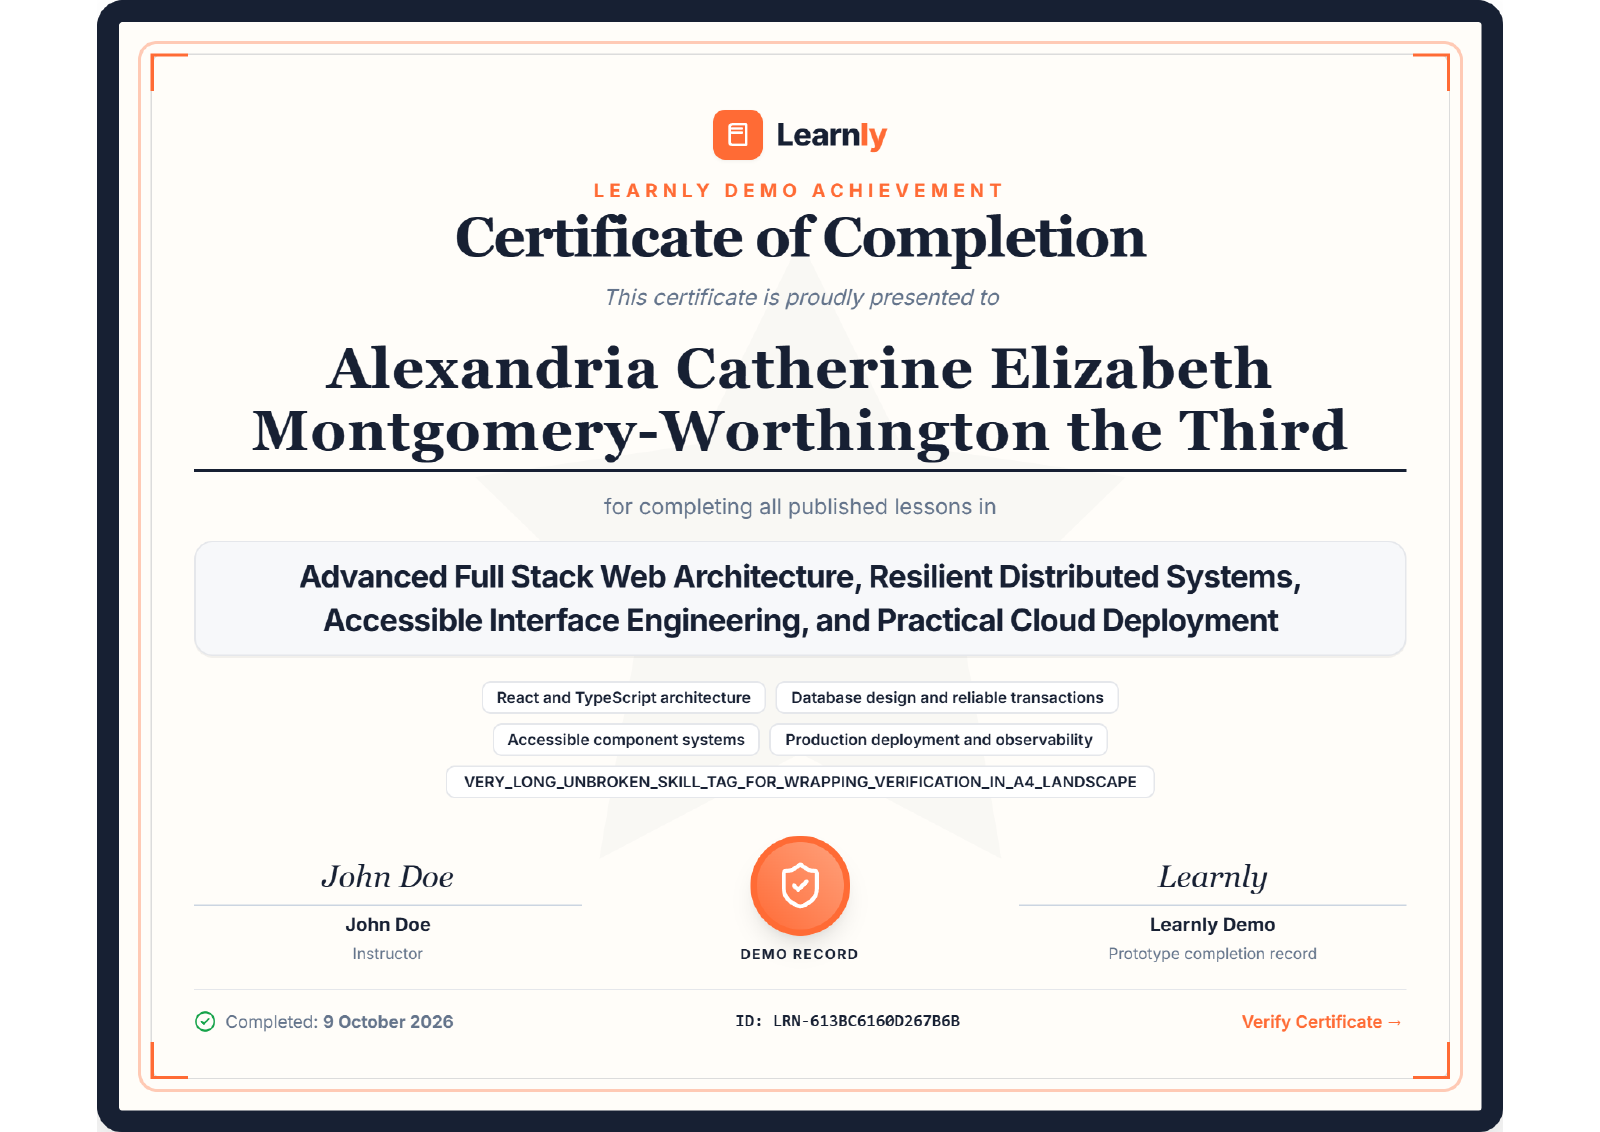 Learnly
LEARNLY DEMO ACHIEVEMENT
Certificate of Completion
This certificate is proudly presented to
Alexandria Catherine Elizabeth
Montgomery-Worthington the Third
for completing all published lessons in
Advanced Full Stack Web Architecture, Resilient Distributed Systems,
Accessible Interface Engineering, and Practical Cloud Deployment
React and TypeScript architecture
Database design and reliable transactions
Accessible component systems
Production deployment and observability
VERY_LONG_UNBROKEN_SKILL_TAG_FOR_WRAPPING_VERIFICATION_IN_A4_LANDSCAPE
John Doe
John Doe
Instructor
DEMO RECORD
Learnly
Learnly Demo
Prototype completion record
Completed: 9 October 2026
ID: LRN-613BC6160D267B6B
Verify Certificate →